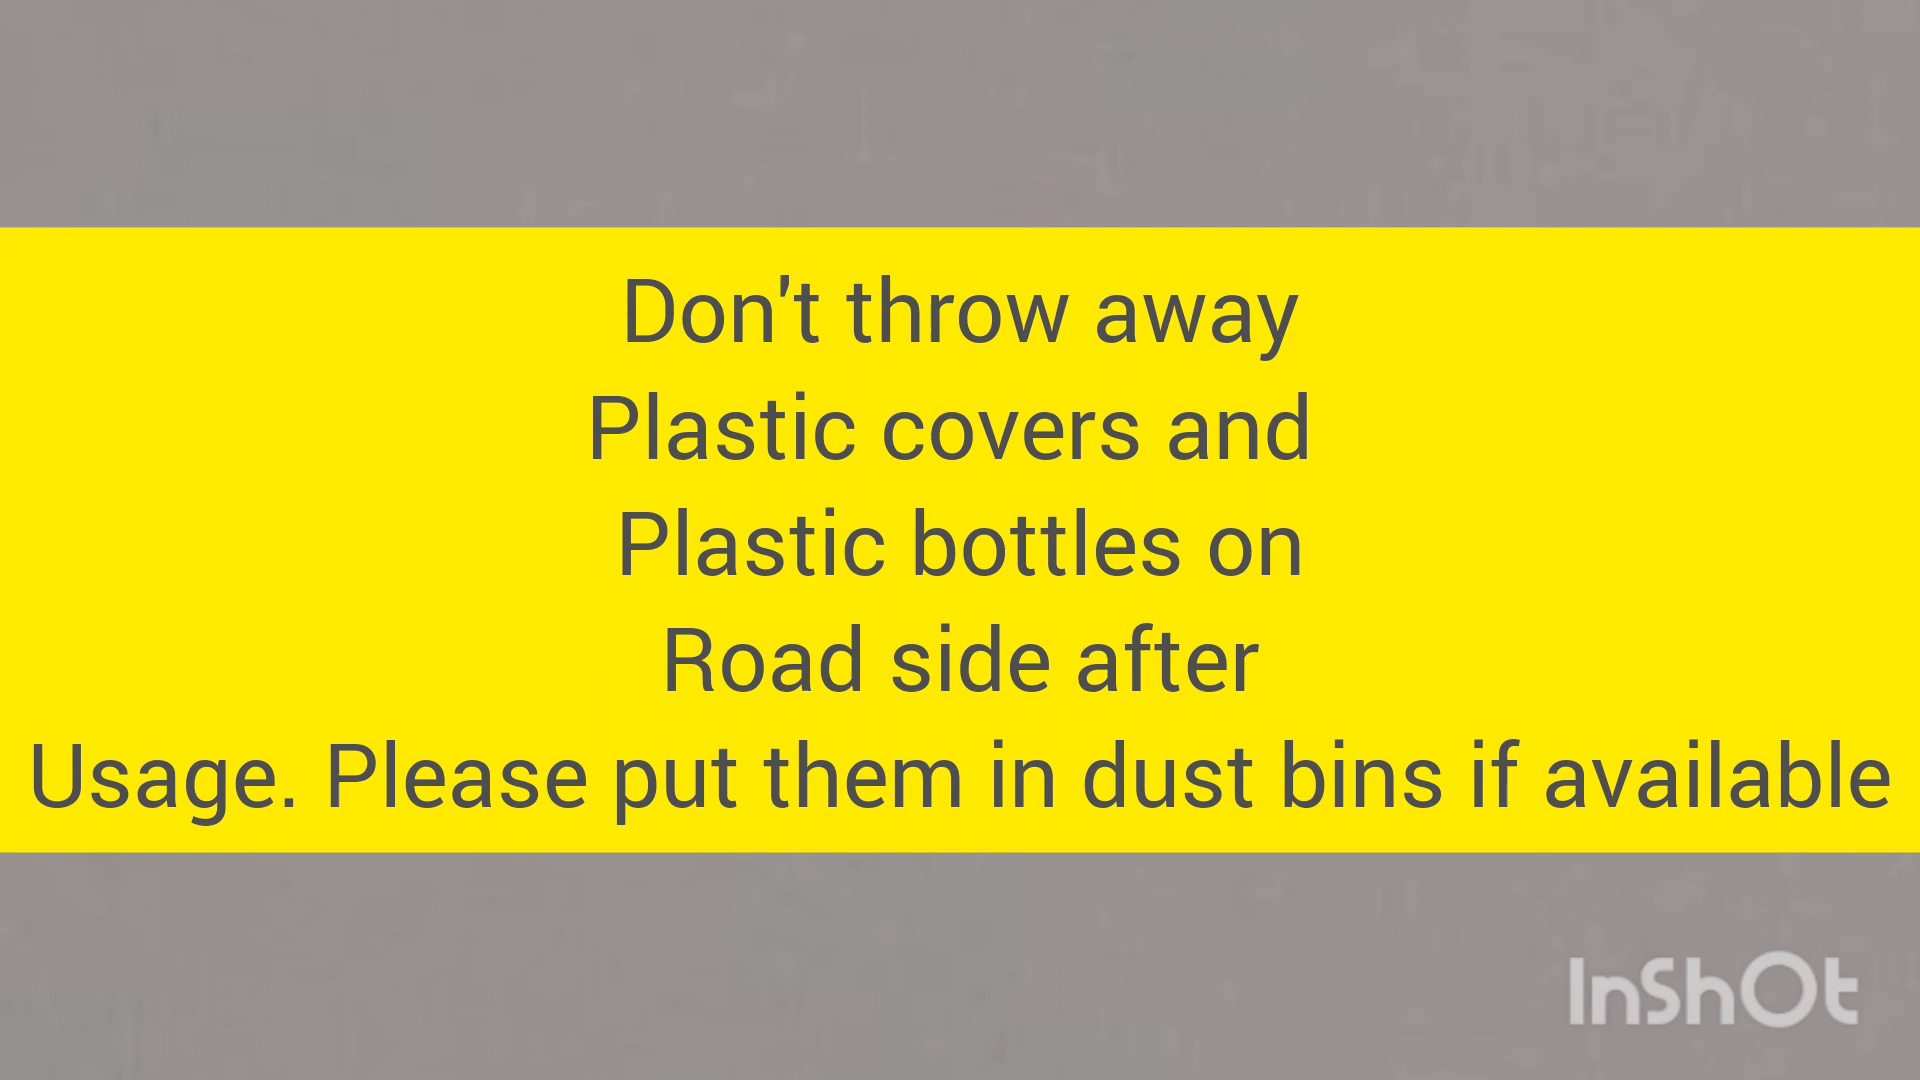 Don't throw away
Plastic covers and
Plastic bottles on
Road side after
Usage. Please put them in dust bins if available
InShOt